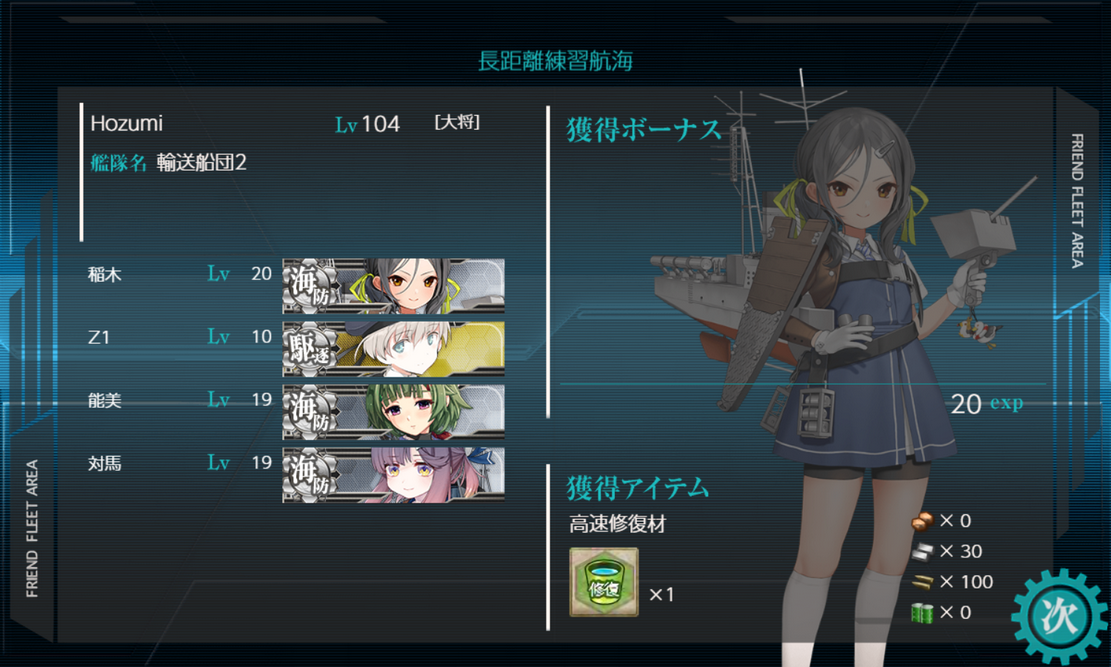 長距離練習航海
Hozumi Lv 104 [大将]
艦隊名 輸送船団2
稲木 Lv 20
海防
Z1 Lv 10
駆逐
能美 Lv 19
海防
対馬 Lv 19
海防
獲得ボーナス
20 exp
獲得アイテム
高速修復材
修復
×1
× 0
× 30
× 100
× 0
次
FRIEND FLEET AREA
FRIEND FLEET AREA